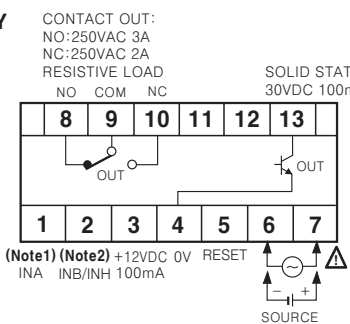 Y
CONTACT OUT:
NO:250VAC 3A
NC:250VAC 2A
RESISTIVE LOAD
SOLID STAT
30VDC 100m
NO COM NC
8 9 10 11 12 13
OUT
OUT
1 2 3 4 5 6 7
(Note1) (Note2) +12VDC 0V RESET
INA INB/INH 100mA
− +
SOURCE